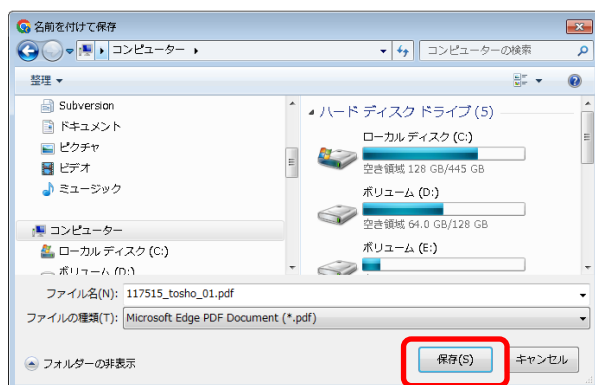 名前を付けて保存
コンピューター
コンピューターの検索
整理
Subversion
ドキュメント
ピクチャ
ビデオ
ミュージック
コンピューター
ローカル ディスク (C:)
ボリューム (D:)
ハード ディスク ドライブ (5)
ローカル ディスク (C:)
空き領域 128 GB/445 GB
ボリューム (D:)
空き領域 64.0 GB/128 GB
ボリューム (E:)
ファイル名(N): 117515_tosho_01.pdf
ファイルの種類(T): Microsoft Edge PDF Document (*.pdf)
フォルダーの非表示
保存(S)
キャンセル